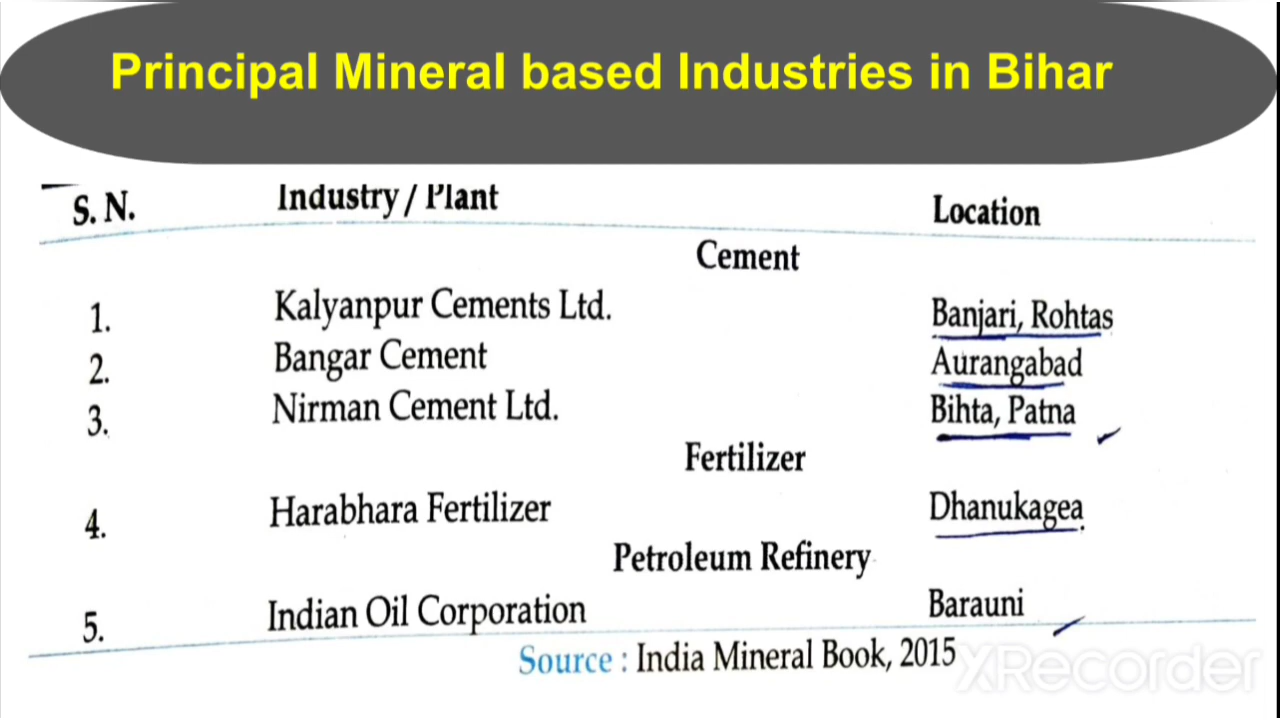 Principal Mineral based Industries in Bihar
S. N. Industry / Plant Location
Cement
1. Kalyanpur Cements Ltd. Banjari, Rohtas
2. Bangar Cement Aurangabad
3. Nirman Cement Ltd. Bihta, Patna
Fertilizer
4. Harabhara Fertilizer Dhanukagea
Petroleum Refinery
5. Indian Oil Corporation Barauni
Source : India Mineral Book, 2015
XRecorder